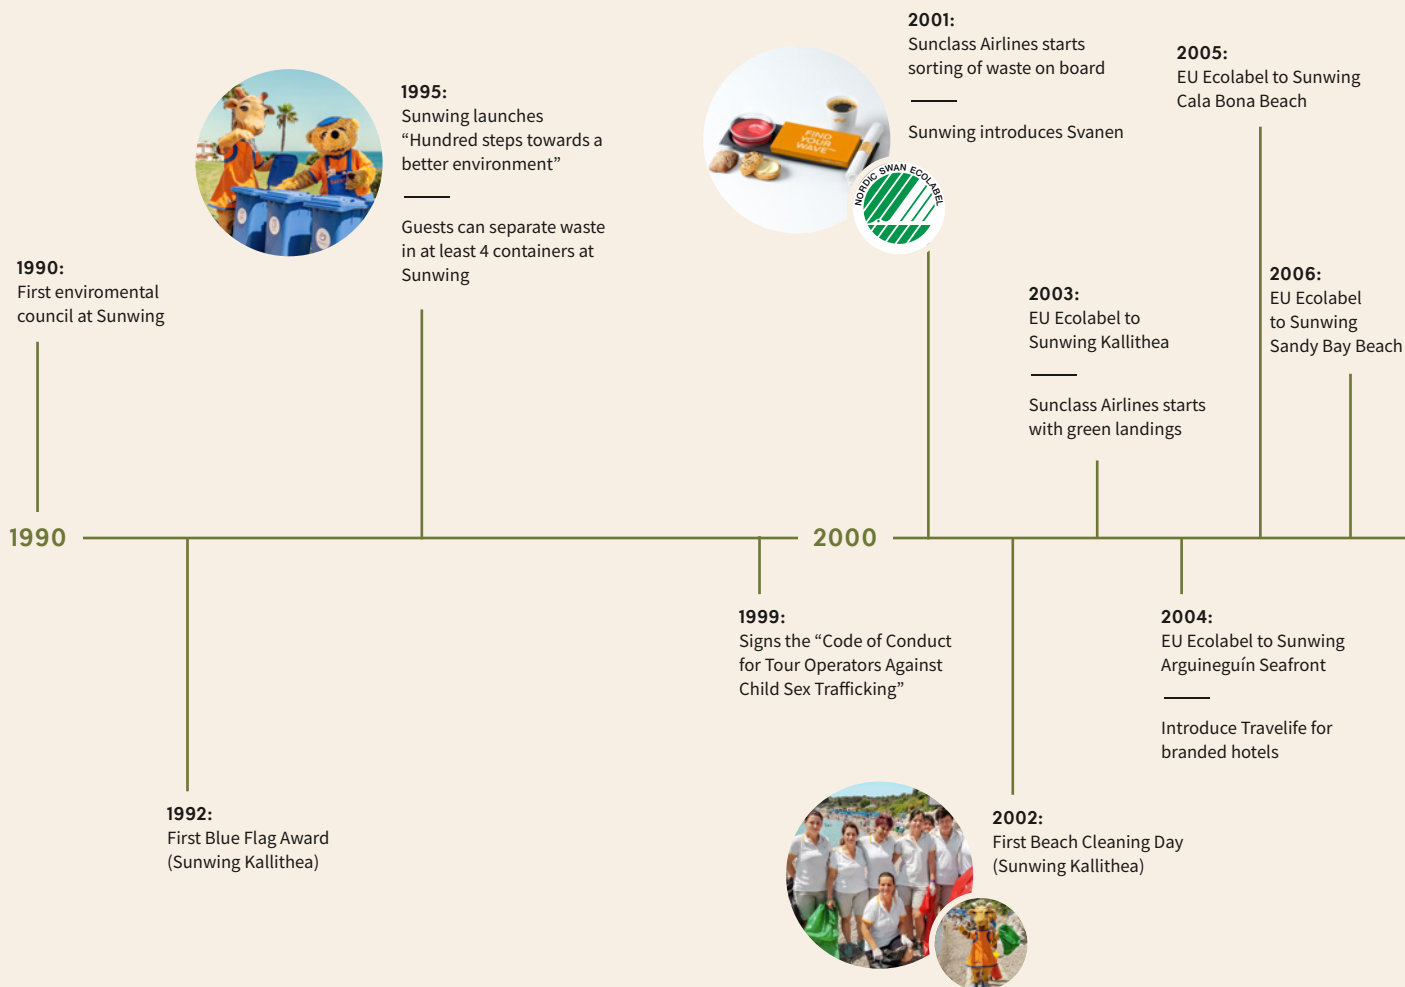 1990:
First enviromental
council at Sunwing
1995:
Sunwing launches
“Hundred steps towards a
better environment”
Guests can separate waste
in at least 4 containers at
Sunwing
FIND
YOUR
WAVE
NORDIC SWAN ECOLABEL
2001:
Sunclass Airlines starts
sorting of waste on board
Sunwing introduces Svanen
2003:
EU Ecolabel to
Sunwing Kallithea
Sunclass Airlines starts
with green landings
2005:
EU Ecolabel to Sunwing
Cala Bona Beach
2006:
EU Ecolabel
to Sunwing
Sandy Bay Beach
1990
2000
1992:
First Blue Flag Award
(Sunwing Kallithea)
1999:
Signs the “Code of Conduct
for Tour Operators Against
Child Sex Trafficking”
2002:
First Beach Cleaning Day
(Sunwing Kallithea)
2004:
EU Ecolabel to Sunwing
Arguineguín Seafront
Introduce Travelife for
branded hotels